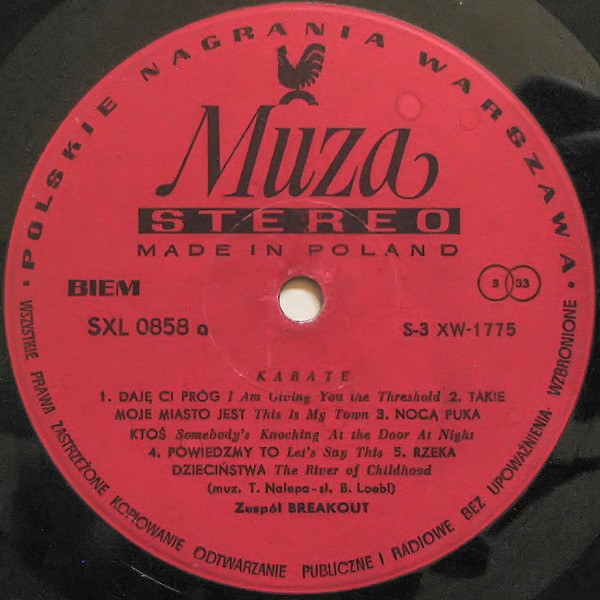 • POLSKIE NAGRANIA WARSZAWA •
Muza
STEREO
MADE IN POLAND
BIEM
S 33
SXL 0858 a
S-3 XW-1775
KARATE
1. DAJĘ CI PRÓG I Am Giving You the Threshold 2. TAKIE
MOJE MIASTO JEST This Is My Town 3. NOCĄ PUKA
KTOŚ Somebody's Knocking At the Door At Night
4. POWIEDZMY TO Let's Say This 5. RZEKA
DZIECIŃSTWA The River of Childhood
(muz. T. Nalepa-sł. B. Loebl)
Zespół BREAKOUT
WSZYSTKIE PRAWA ZASTRZEŻONE KOPIOWANIE ODTWARZANIE PUBLICZNE I RADIOWE BEZ UPOWAŻNIENIA WZBRONIONE